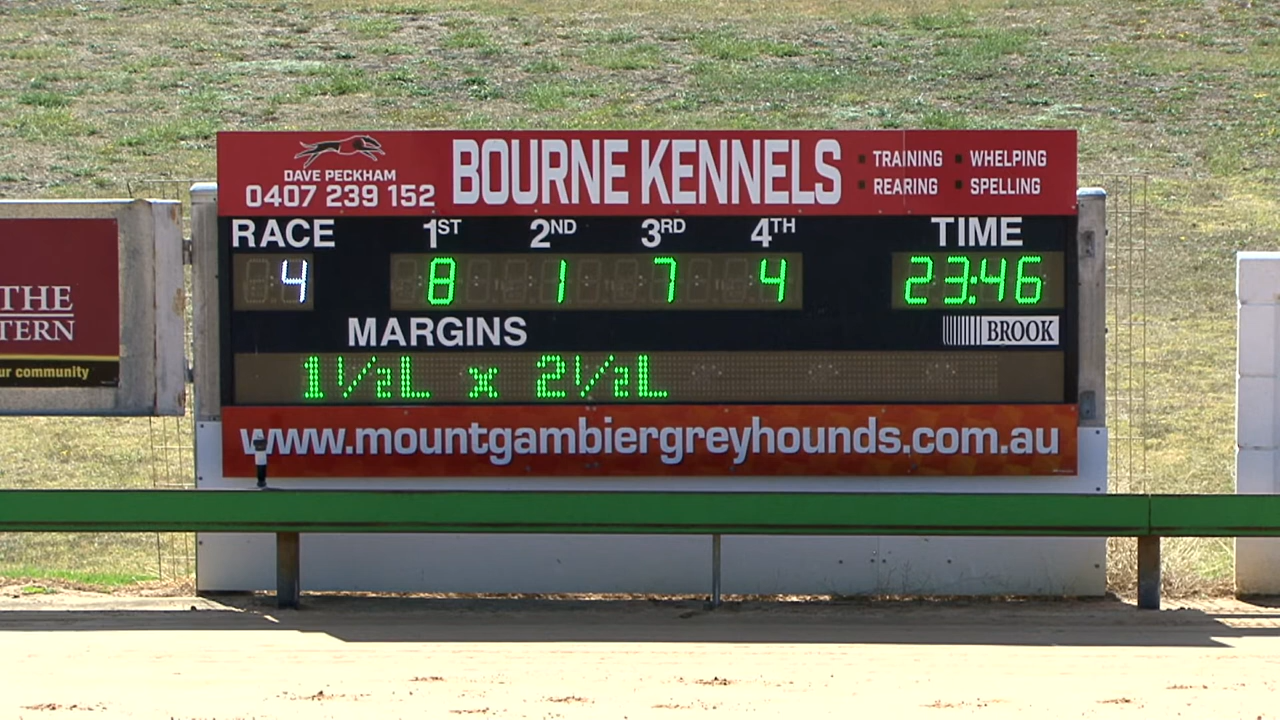 DAVE PECKHAM
0407 239 152
BOURNE KENNELS
TRAINING WHELPING
REARING SPELLING
RACE 1ST 2ND 3RD 4TH TIME
4 8 1 7 4 23:46
MARGINS
BROOK
1½L x 2½L
www.mountgambiergreyhounds.com.au
THE
TERN
ur community